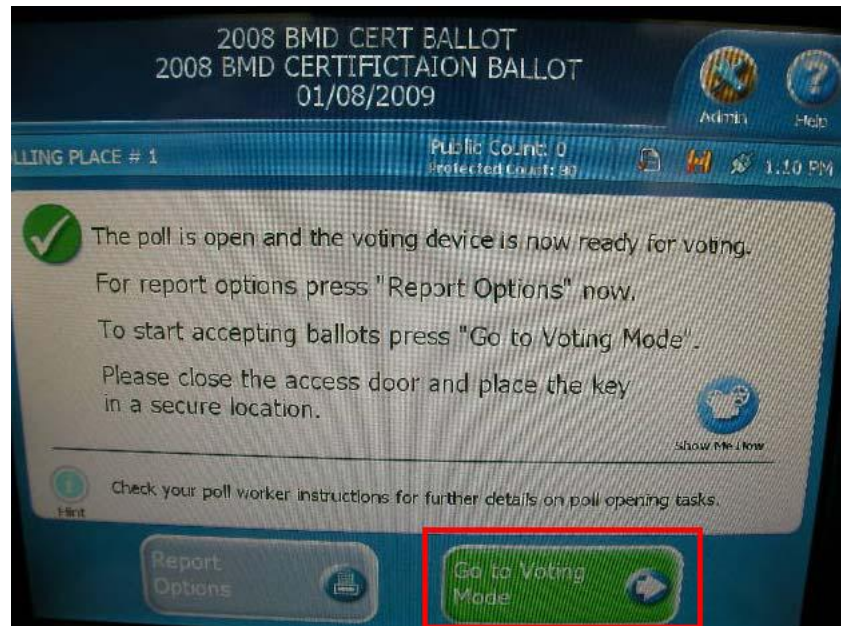 2008 BMD CERT BALLOT
2008 BMD CERTIFICTAION BALLOT
01/08/2009
Admin
Help
LLING PLACE # 1
Public Count: 0
Protected Count: 90
1:10 PM
The poll is open and the voting device is now ready for voting.
For report options press "Report Options" now.
To start accepting ballots press "Go to Voting Mode".
Please close the access door and place the key
in a secure location.
Show Me How
Hint
Check your poll worker instructions for further details on poll opening tasks.
Report
Options
Go to Voting
Mode